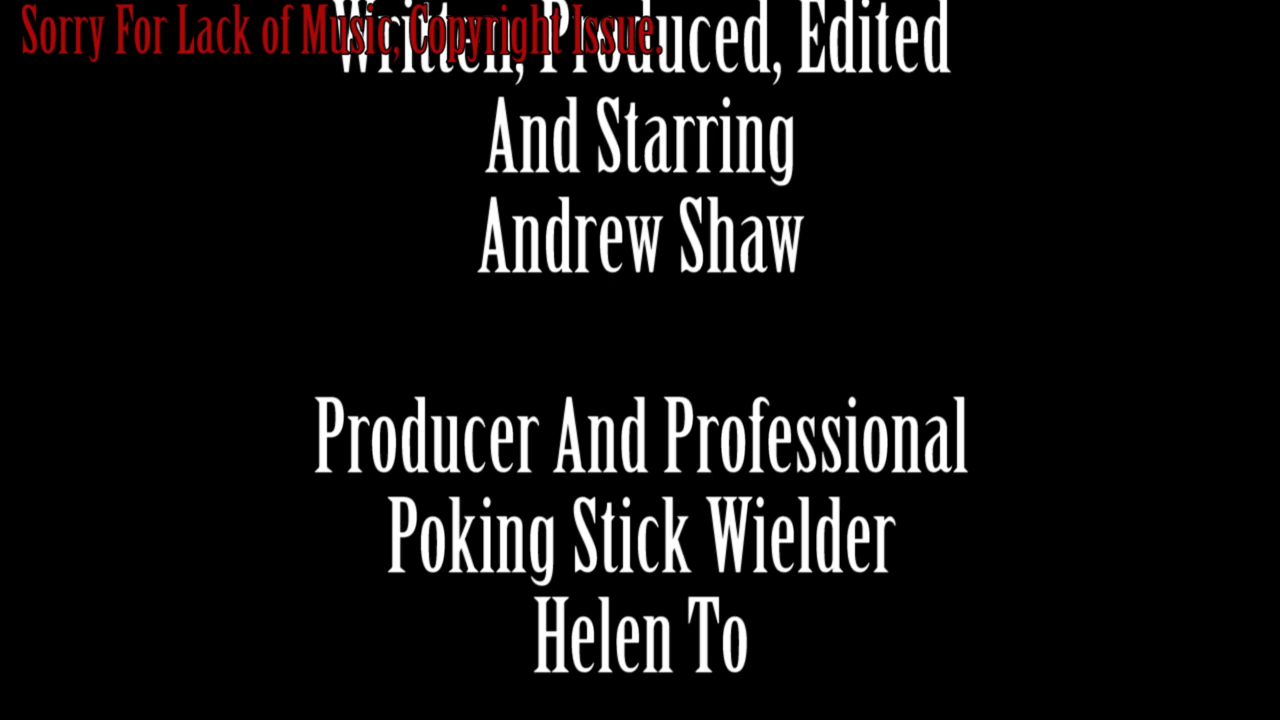 Sorry For Lack of Music, Copyright Issue.
Written, Produced, Edited
And Starring
Andrew Shaw
Producer And Professional
Poking Stick Wielder
Helen To